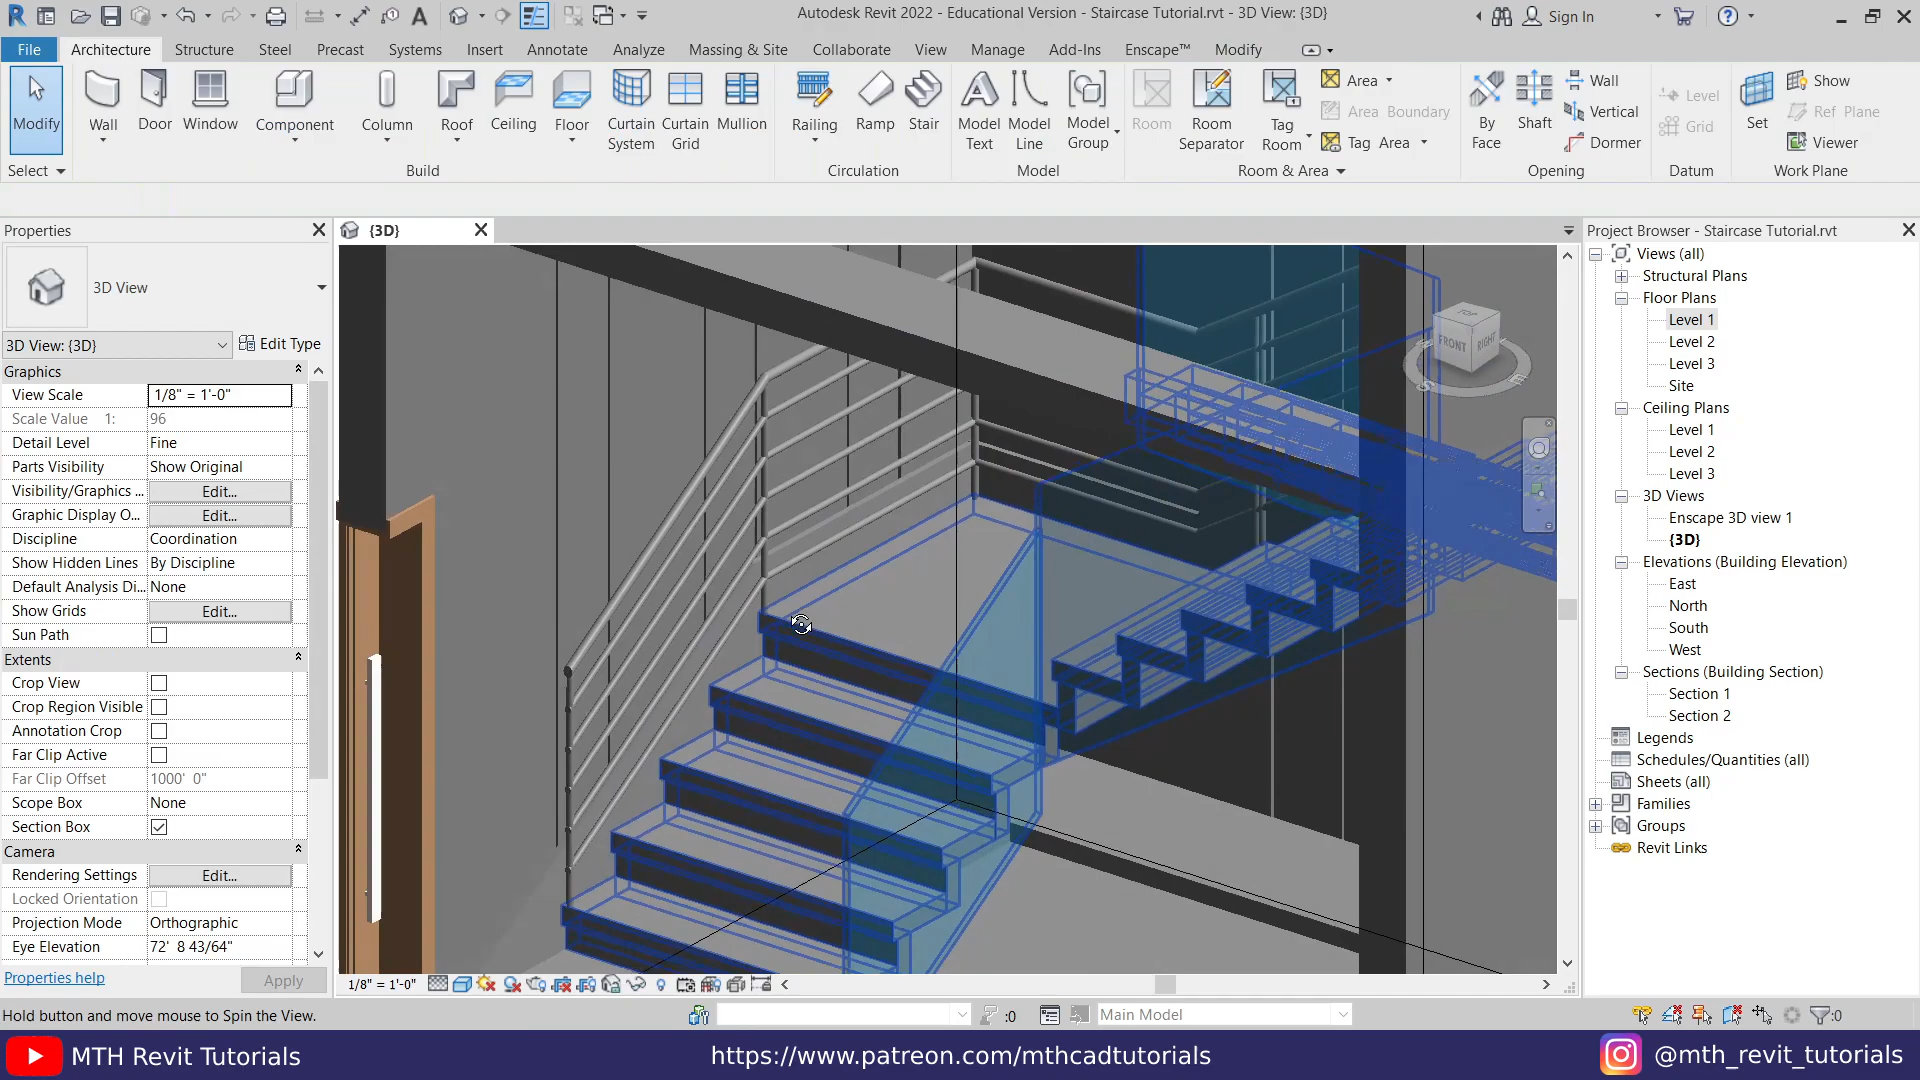 Autodesk Revit 2022 - Educational Version - Staircase Tutorial.rvt - 3D View: {3D}
Sign In
File Architecture Structure Steel Precast Systems Insert Annotate Analyze Massing & Site Collaborate View Manage Add-Ins Enscape™ Modify
Modify Wall Door Window Component Column Roof Ceiling Floor Curtain System Curtain Grid Mullion Railing Ramp Stair Model Text Model Line Model Group Room Room Separator Tag Room
Area
Area Boundary
Tag Area
By Face Shaft
Wall
Vertical
Dormer
Level
Grid
Set
Show
Ref Plane
Viewer
Select Build Circulation Model Room & Area Opening Datum Work Plane
Properties
{3D}
Project Browser - Staircase Tutorial.rvt
3D View
3D View: {3D} Edit Type
Graphics
View Scale 1/8" = 1'-0"
Scale Value 1: 96
Detail Level Fine
Parts Visibility Show Original
Visibility/Graphics ... Edit...
Graphic Display O... Edit...
Discipline Coordination
Show Hidden Lines By Discipline
Default Analysis Di... None
Show Grids Edit...
Sun Path
Extents
Crop View
Crop Region Visible
Annotation Crop
Far Clip Active
Far Clip Offset 1000' 0"
Scope Box None
Section Box
Camera
Rendering Settings Edit...
Locked Orientation
Projection Mode Orthographic
Eye Elevation 72' 8 43/64"
Properties help Apply
TOP
FRONT RIGHT
S E
Views (all)
Structural Plans
Floor Plans
Level 1
Level 2
Level 3
Site
Ceiling Plans
Level 1
Level 2
Level 3
3D Views
Enscape 3D view 1
{3D}
Elevations (Building Elevation)
East
North
South
West
Sections (Building Section)
Section 1
Section 2
Legends
Schedules/Quantities (all)
Sheets (all)
Families
Groups
Revit Links
1/8" = 1'-0"
Hold button and move mouse to Spin the View.
:0
Main Model
:0
MTH Revit Tutorials
https://www.patreon.com/mthcadtutorials
@mth_revit_tutorials